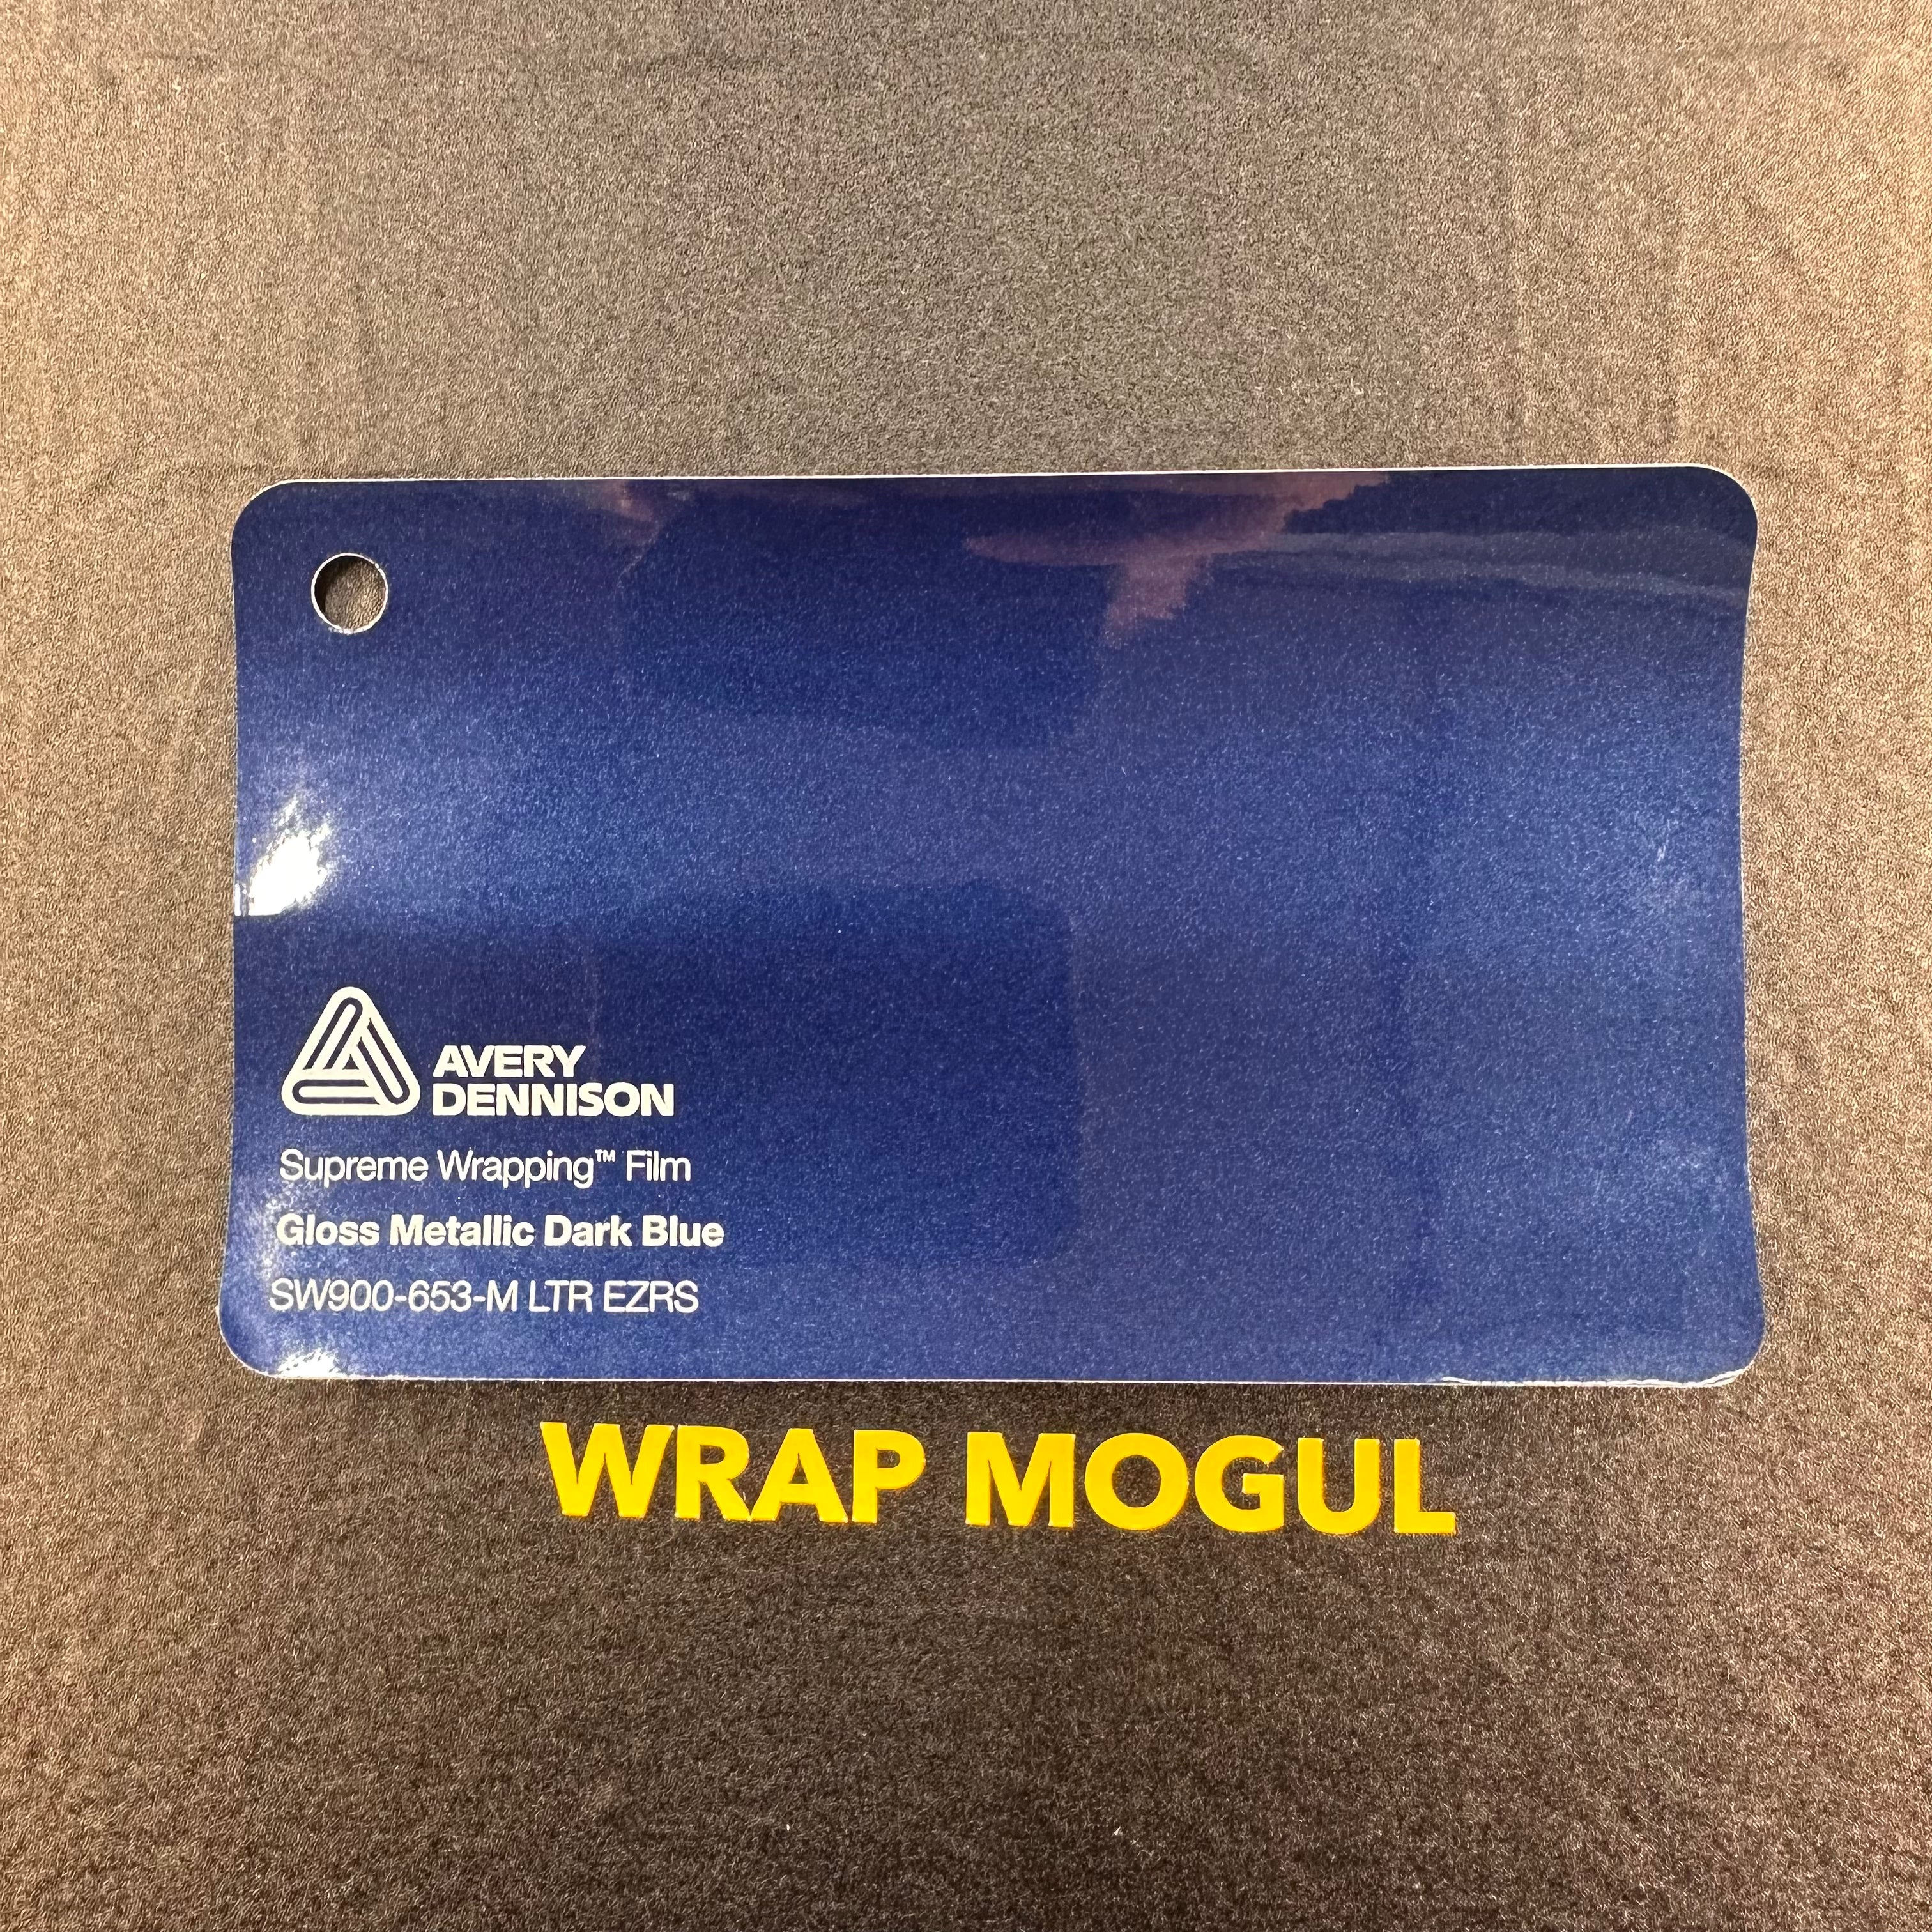 AVERY
DENNISON
Supreme Wrapping™ Film
Gloss Metallic Dark Blue
SW900-653-M LTR EZRS
WRAP MOGUL